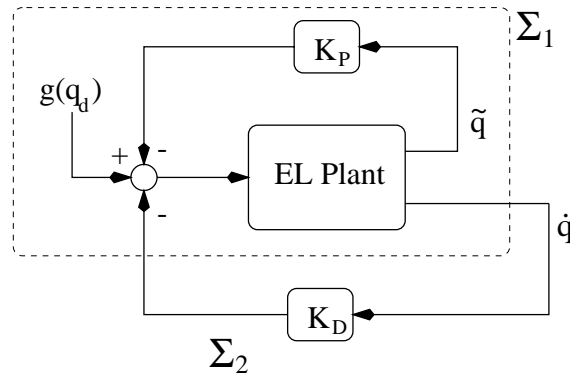 Σ₁
K_P
g(q_d)
q̃
+
-
EL Plant
-
q̇
K_D
Σ₂